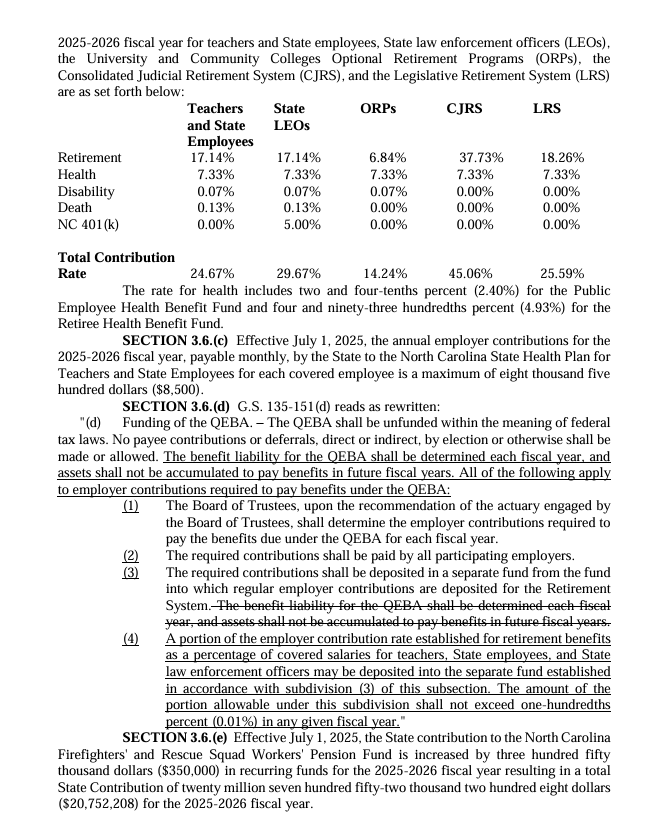 2025-2026 fiscal year for teachers and State employees, State law enforcement officers (LEOs),
the University and Community Colleges Optional Retirement Programs (ORPs), the
Consolidated Judicial Retirement System (CJRS), and the Legislative Retirement System (LRS)
are as set forth below:
Teachers State ORPs CJRS LRS
and State LEOs
Employees
Retirement 17.14% 17.14% 6.84% 37.73% 18.26%
Health 7.33% 7.33% 7.33% 7.33% 7.33%
Disability 0.07% 0.07% 0.07% 0.00% 0.00%
Death 0.13% 0.13% 0.00% 0.00% 0.00%
NC 401(k) 0.00% 5.00% 0.00% 0.00% 0.00%
Total Contribution
Rate 24.67% 29.67% 14.24% 45.06% 25.59%
The rate for health includes two and four-tenths percent (2.40%) for the Public
Employee Health Benefit Fund and four and ninety-three hundredths percent (4.93%) for the
Retiree Health Benefit Fund.
SECTION 3.6.(c) Effective July 1, 2025, the annual employer contributions for the
2025-2026 fiscal year, payable monthly, by the State to the North Carolina State Health Plan for
Teachers and State Employees for each covered employee is a maximum of eight thousand five
hundred dollars ($8,500).
SECTION 3.6.(d) G.S. 135-151(d) reads as rewritten:
"(d) Funding of the QEBA. – The QEBA shall be unfunded within the meaning of federal
tax laws. No payee contributions or deferrals, direct or indirect, by election or otherwise shall be
made or allowed. The benefit liability for the QEBA shall be determined each fiscal year, and
assets shall not be accumulated to pay benefits in future fiscal years. All of the following apply
to employer contributions required to pay benefits under the QEBA:
(1) The Board of Trustees, upon the recommendation of the actuary engaged by
the Board of Trustees, shall determine the employer contributions required to
pay the benefits due under the QEBA for each fiscal year.
(2) The required contributions shall be paid by all participating employers.
(3) The required contributions shall be deposited in a separate fund from the fund
into which regular employer contributions are deposited for the Retirement
System. The benefit liability for the QEBA shall be determined each fiscal
year, and assets shall not be accumulated to pay benefits in future fiscal years.
(4) A portion of the employer contribution rate established for retirement benefits
as a percentage of covered salaries for teachers, State employees, and State
law enforcement officers may be deposited into the separate fund established
in accordance with subdivision (3) of this subsection. The amount of the
portion allowable under this subdivision shall not exceed one-hundredths
percent (0.01%) in any given fiscal year."
SECTION 3.6.(e) Effective July 1, 2025, the State contribution to the North Carolina
Firefighters' and Rescue Squad Workers' Pension Fund is increased by three hundred fifty
thousand dollars ($350,000) in recurring funds for the 2025-2026 fiscal year resulting in a total
State Contribution of twenty million seven hundred fifty-two thousand two hundred eight dollars
($20,752,208) for the 2025-2026 fiscal year.